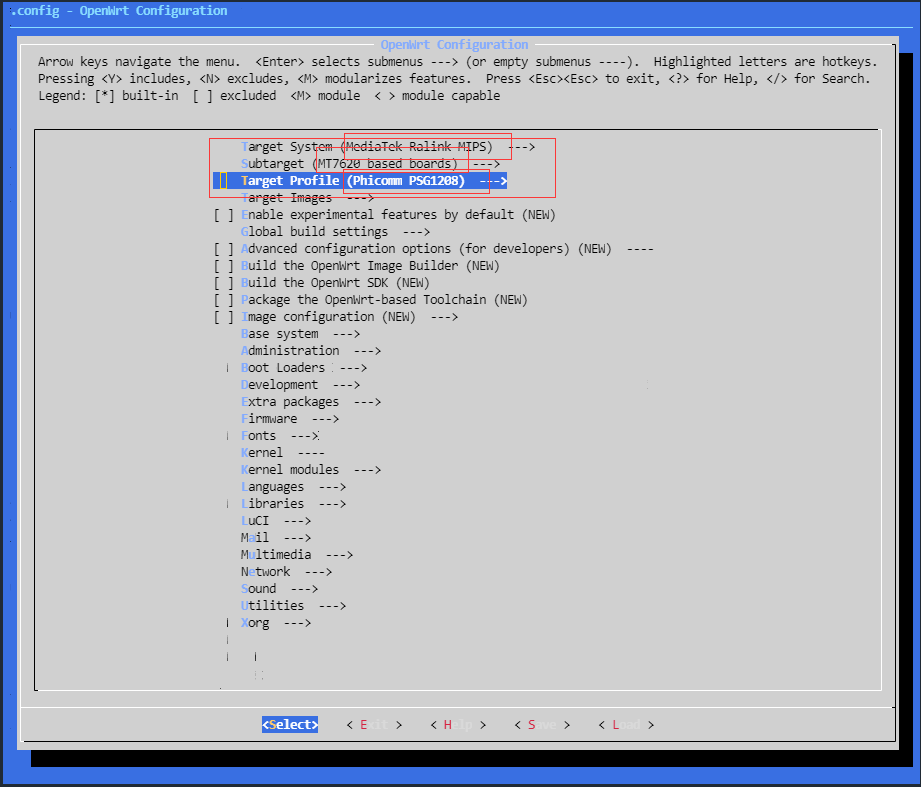 .config - OpenWrt Configuration
OpenWrt Configuration
Arrow keys navigate the menu.  <Enter> selects submenus ---> (or empty submenus ----).  Highlighted letters are hotkeys.
Pressing <Y> includes, <N> excludes, <M> modularizes features.  Press <Esc><Esc> to exit, <?> for Help, </> for Search.
Legend: [*] built-in  [ ] excluded  <M> module  < > module capable
Target System (MediaTek Ralink MIPS)  --->
Subtarget (MT7620 based boards)  --->
Target Profile (Phicomm PSG1208)  --->
Target Images  --->
[ ] Enable experimental features by default (NEW)
Global build settings  --->
[ ] Advanced configuration options (for developers) (NEW)  ----
[ ] Build the OpenWrt Image Builder (NEW)
[ ] Build the OpenWrt SDK (NEW)
[ ] Package the OpenWrt-based Toolchain (NEW)
[ ] Image configuration (NEW)  --->
Base system  --->
Administration  --->
Boot Loaders  --->
Development  --->
Extra packages  --->
Firmware  --->
Fonts  --->
Kernel  ----
Kernel modules  --->
Languages  --->
Libraries  --->
LuCI  --->
Mail  --->
Multimedia  --->
Network  --->
Sound  --->
Utilities  --->
Xorg  --->
<Select>    < Exit >    < Help >    < Save >    < Load >